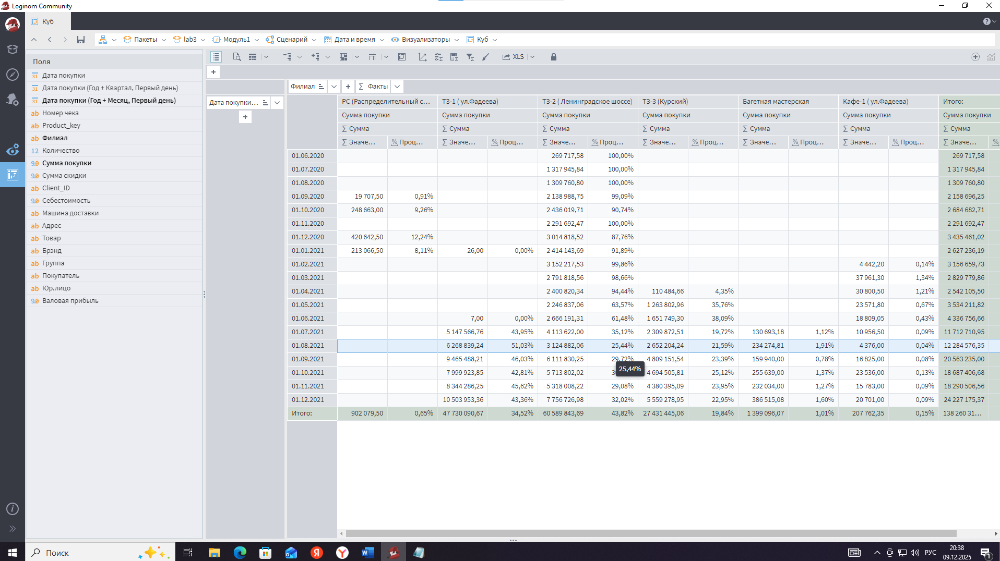 Loginom Community
Куб
Пакеты lab3 Модуль1 Сценарий Дата и время Визуализаторы Куб
Поля
31 Дата покупки
31 Дата покупки (Год + Квартал, Первый день)
31 Дата покупки (Год + Месяц, Первый день)
ab Номер чека
ab Product_key
ab Филиал
12 Количество
9.0 Сумма покупки
9.0 Сумма скидки
ab Client_ID
9.0 Себестоимость
ab Машина доставки
ab Адрес
ab Товар
ab Брэнд
ab Группа
ab Покупатель
ab Юр.лицо
9.0 Валовая прибыль
XLS
+
Филиал + Σ Факты
Дата покупки...
+
РС (Распределительный с... ТЗ-1 ( ул.Фадеева) ТЗ-2 ( Ленинградское шоссе) ТЗ-3 (Курский) Багетная мастерская Кафе-1 ( ул.Фадеева) Итого:
Сумма покупки Сумма покупки Сумма покупки Сумма покупки Сумма покупки Сумма покупки Сумма покупки
Σ Сумма Σ Сумма Σ Сумма Σ Сумма Σ Сумма Σ Сумма Σ Сумма
Σ Значе... % Проц... Σ Значе... % Проц... Σ Значе... % Проц... Σ Значе... % Проц... Σ Значе... % Проц... Σ Значе... % Проц... Σ Значе... %
01.06.2020 269 717,58 100,00% 269 717,58
01.07.2020 1 317 945,84 100,00% 1 317 945,84
01.08.2020 1 309 760,80 100,00% 1 309 760,80
01.09.2020 19 707,50 0,91% 2 138 988,75 99,09% 2 158 696,25
01.10.2020 248 663,00 9,26% 2 436 019,71 90,74% 2 684 682,71
01.11.2020 2 291 692,47 100,00% 2 291 692,47
01.12.2020 420 642,50 12,24% 3 014 818,52 87,76% 3 435 461,02
01.01.2021 213 066,50 8,11% 26,00 0,00% 2 414 143,69 91,89% 2 627 236,19
01.02.2021 3 152 217,53 99,86% 4 442,20 0,14% 3 156 659,73
01.03.2021 2 791 818,56 98,66% 37 961,30 1,34% 2 829 779,86
01.04.2021 2 400 820,34 94,44% 110 484,66 4,35% 30 800,50 1,21% 2 542 105,50
01.05.2021 2 246 837,06 63,57% 1 263 802,96 35,76% 23 571,80 0,67% 3 534 211,82
01.06.2021 7,00 0,00% 2 666 191,31 61,48% 1 651 749,30 38,09% 18 809,05 0,43% 4 336 756,66
01.07.2021 5 147 566,76 43,95% 4 113 622,00 35,12% 2 309 872,51 19,72% 130 693,18 1,12% 10 956,50 0,09% 11 712 710,95
01.08.2021 6 268 839,24 51,03% 3 124 882,06 25,44% 2 652 204,24 21,59% 234 274,81 1,91% 4 376,00 0,04% 12 284 576,35
01.09.2021 9 465 488,21 46,03% 6 111 830,25 29,72% 4 809 151,54 23,39% 159 940,00 0,78% 16 825,00 0,08% 20 563 235,00
25,44%
01.10.2021 7 999 923,85 42,81% 5 713 802,02 4 694 505,81 25,12% 255 639,00 1,37% 23 536,00 0,13% 18 687 406,68
01.11.2021 8 344 286,25 45,62% 5 318 008,22 29,08% 4 380 395,09 23,95% 232 034,00 1,27% 15 783,00 0,09% 18 290 506,56
01.12.2021 10 503 953,36 43,36% 7 756 726,98 32,02% 5 559 278,95 22,95% 386 515,08 1,60% 20 701,00 0,09% 24 227 175,37
Итого: 902 079,50 0,65% 47 730 090,67 34,52% 60 589 843,69 43,82% 27 431 445,06 19,84% 1 399 096,07 1,01% 207 762,35 0,15% 138 260 31...
Поиск
РУС
20:38
09.12.2025
1